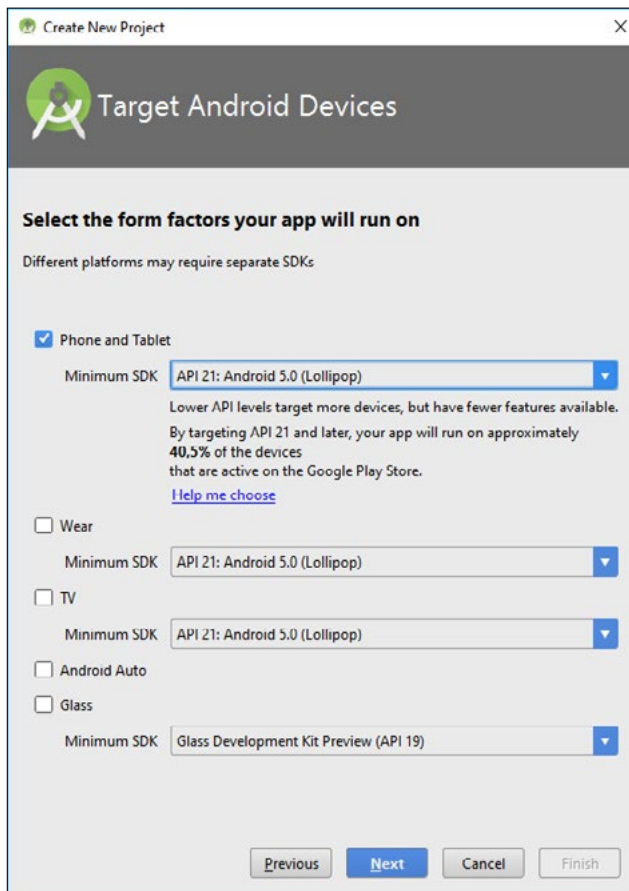 Create New Project
Target Android Devices
Select the form factors your app will run on
Different platforms may require separate SDKs
Phone and Tablet
Minimum SDK API 21: Android 5.0 (Lollipop)
Lower API levels target more devices, but have fewer features available.
By targeting API 21 and later, your app will run on approximately
40,5% of the devices
that are active on the Google Play Store.
Help me choose
Wear
Minimum SDK API 21: Android 5.0 (Lollipop)
TV
Minimum SDK API 21: Android 5.0 (Lollipop)
Android Auto
Glass
Minimum SDK Glass Development Kit Preview (API 19)
Previous Next Cancel Finish